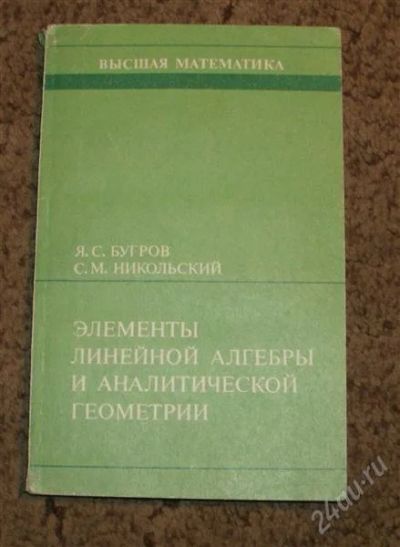 ВЫСШАЯ МАТЕМАТИКА
Я. С. БУГРОВ
С. М. НИКОЛЬСКИЙ
ЭЛЕМЕНТЫ
ЛИНЕЙНОЙ АЛГЕБРЫ
И АНАЛИТИЧЕСКОЙ
ГЕОМЕТРИИ
24au.ru